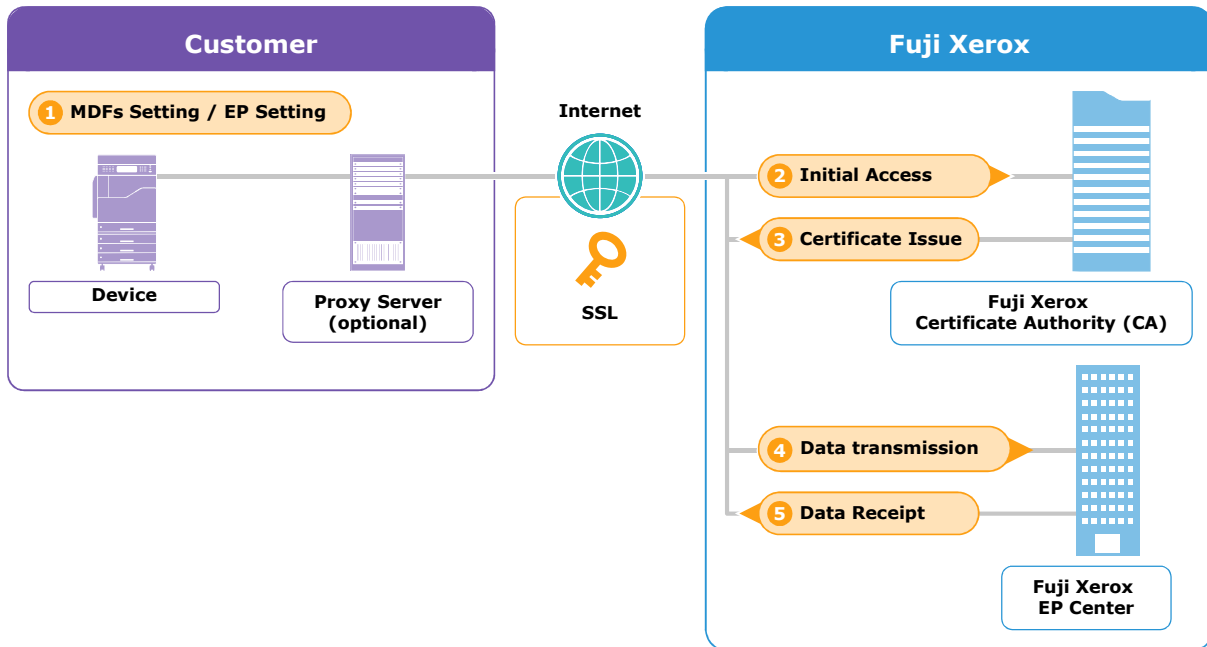 Customer
1 MDFs Setting / EP Setting
Device
Proxy Server
(optional)
Internet
SSL
Fuji Xerox
2 Initial Access
3 Certificate Issue
Fuji Xerox
Certificate Authority (CA)
4 Data transmission
5 Data Receipt
Fuji Xerox
EP Center